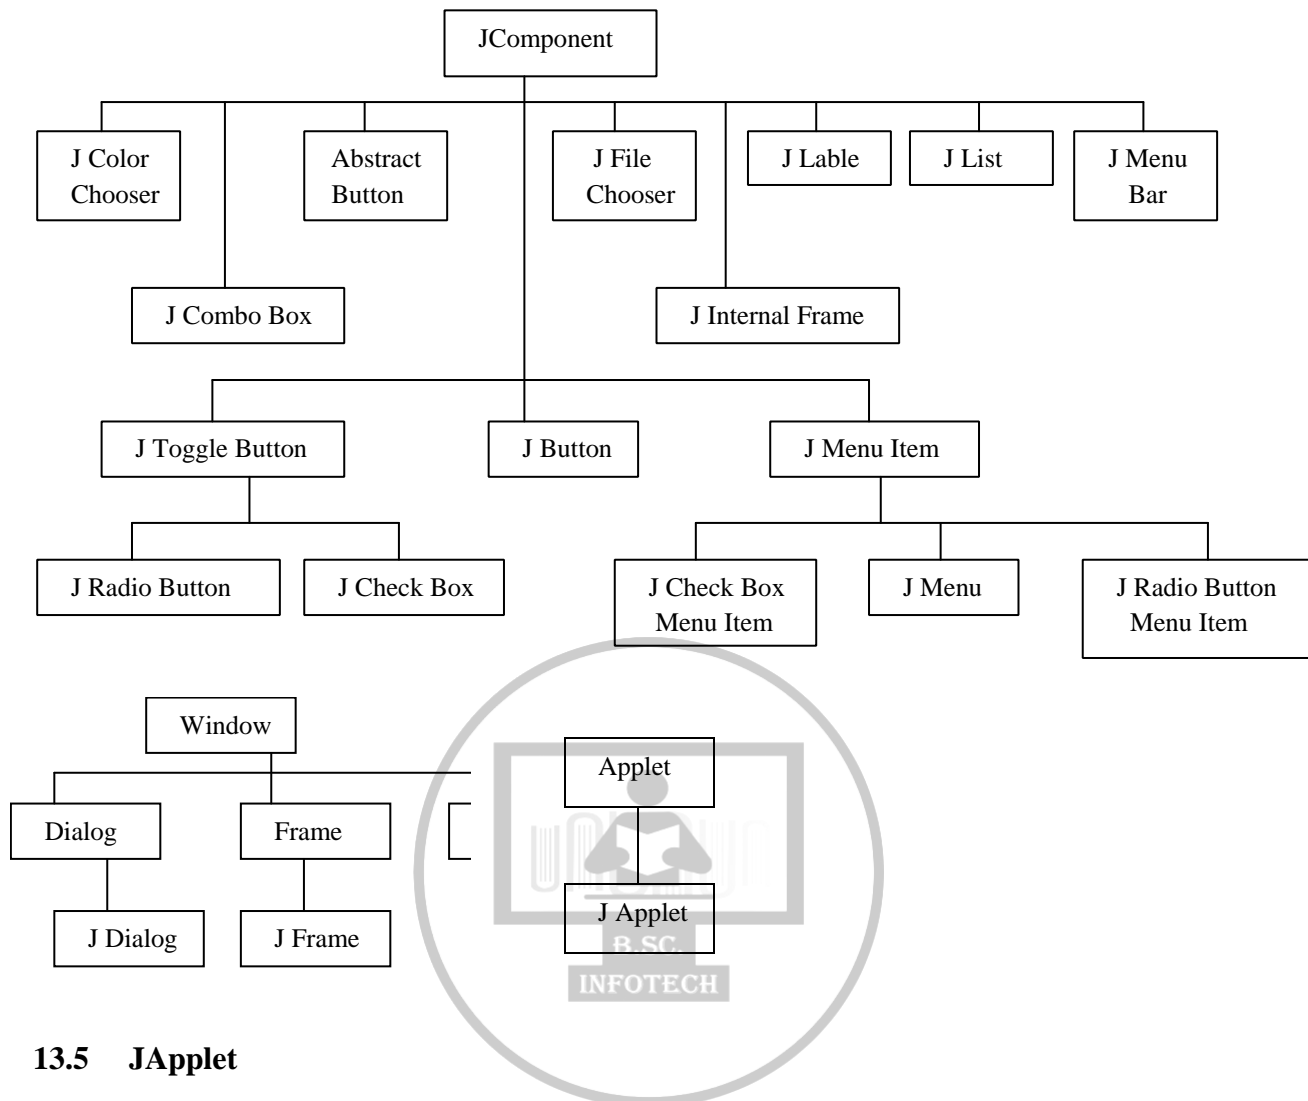 JComponent
J Color
Chooser
Abstract
Button
J File
Chooser
J Lable
J List
J Menu
Bar
J Combo Box
J Internal Frame
J Toggle Button
J Button
J Menu Item
J Radio Button
J Check Box
J Check Box
Menu Item
J Menu
J Radio Button
Menu Item
Window
Applet
Dialog
Frame
J Dialog
J Frame
J Applet
B.SC.
INFOTECH
13.5 JApplet